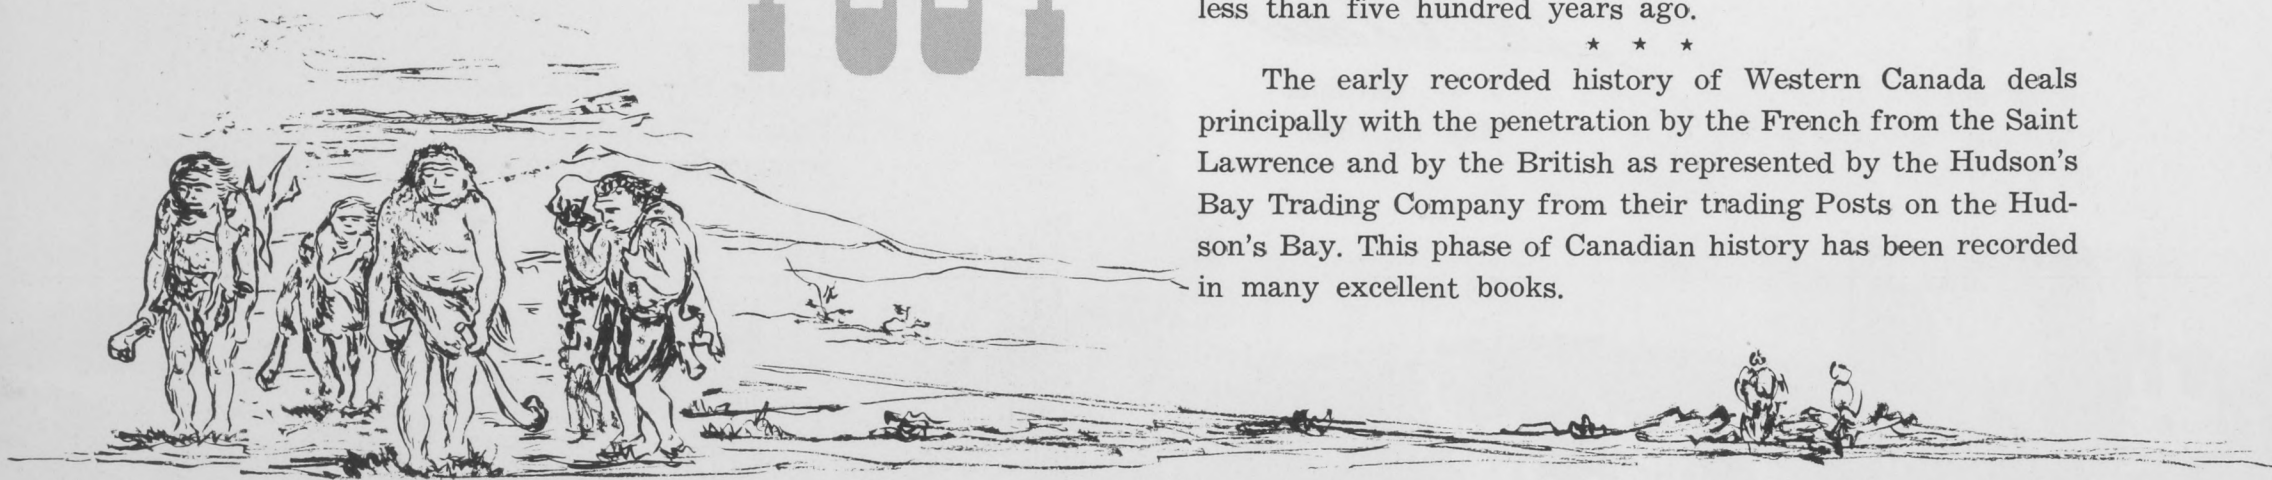 less than five hundred years ago.
★ ★ ★
The early recorded history of Western Canada deals
principally with the penetration by the French from the Saint
Lawrence and by the British as represented by the Hudson's
Bay Trading Company from their trading Posts on the Hud-
son's Bay. This phase of Canadian history has been recorded
in many excellent books.